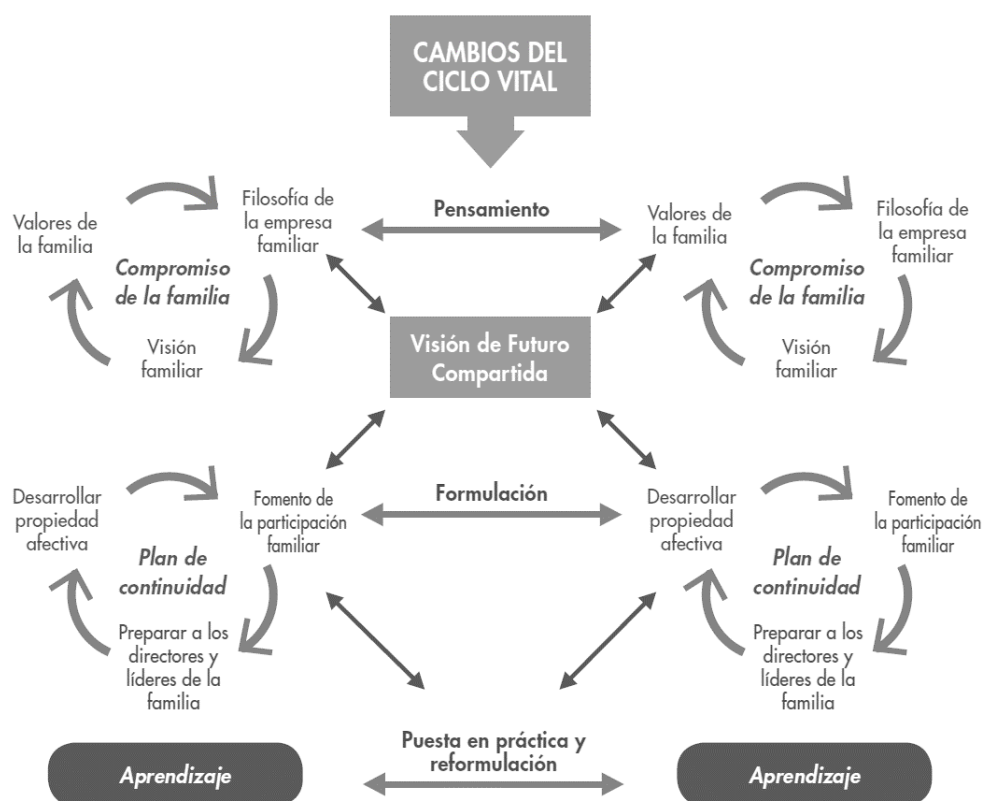 CAMBIOS DEL
CICLO VITAL
Valores de
la familia
Filosofía de
la empresa
familiar
Compromiso
de la familia
Visión
familiar
Pensamiento
Valores de
la familia
Filosofía de
la empresa
familiar
Compromiso
de la familia
Visión
familiar
Visión de Futuro
Compartida
Desarrollar
propiedad
afectiva
Fomento de
la participación
familiar
Plan de
continuidad
Preparar a los
directores y
líderes de la
familia
Formulación
Desarrollar
propiedad
afectiva
Fomento de
la participación
familiar
Plan de
continuidad
Preparar a los
directores y
líderes de la
familia
Aprendizaje
Puesta en práctica y
reformulación
Aprendizaje